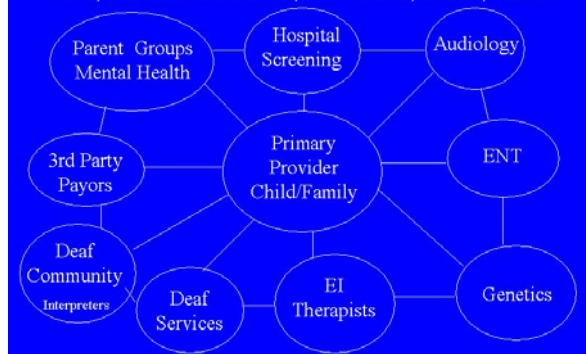 Parent Groups
Mental Health
Hospital
Screening
Audiology
3rd Party
Payors
Primary
Provider
Child/Family
ENT
Deaf
Community
Interpreters
Deaf
Services
EI
Therapists
Genetics